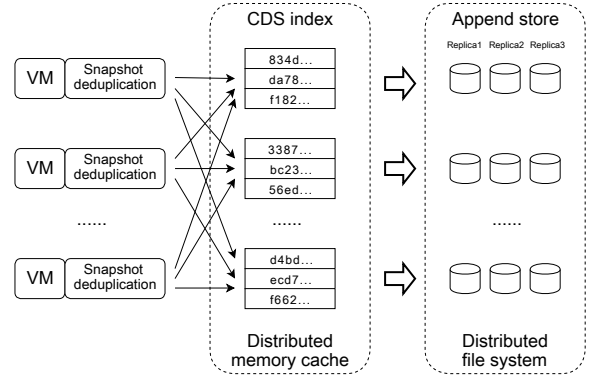 CDS index
Append store
Replica1 Replica2 Replica3
VM
Snapshot
deduplication
834d...
da78...
f182...
VM
Snapshot
deduplication
3387...
bc23...
56ed...
......
......
......
VM
Snapshot
deduplication
d4bd...
ecd7...
f662...
Distributed
memory cache
Distributed
file system